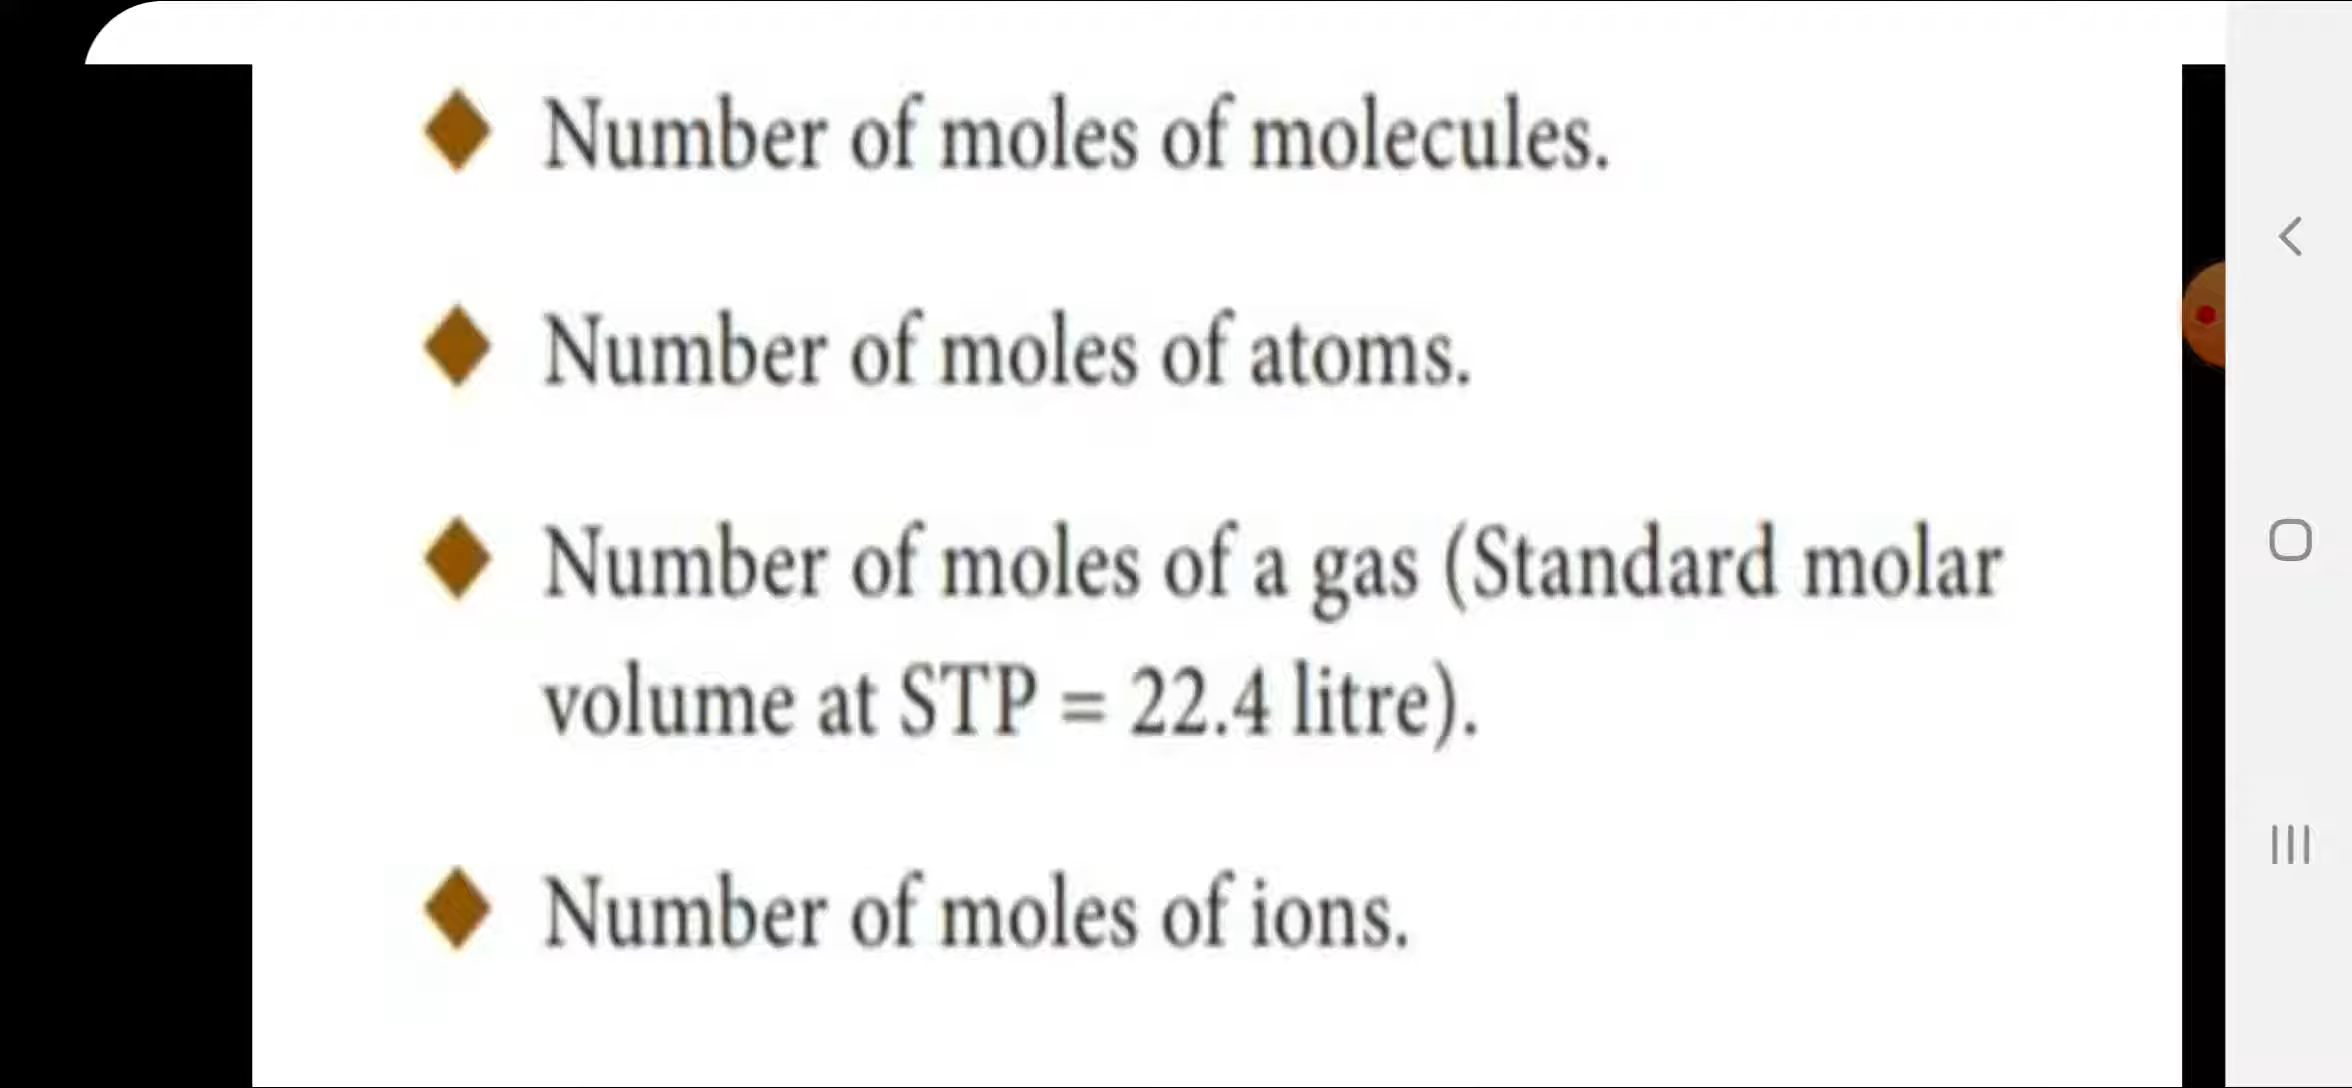 Number of moles of molecules.
Number of moles of atoms.
Number of moles of a gas (Standard molar
volume at STP = 22.4 litre).
Number of moles of ions.